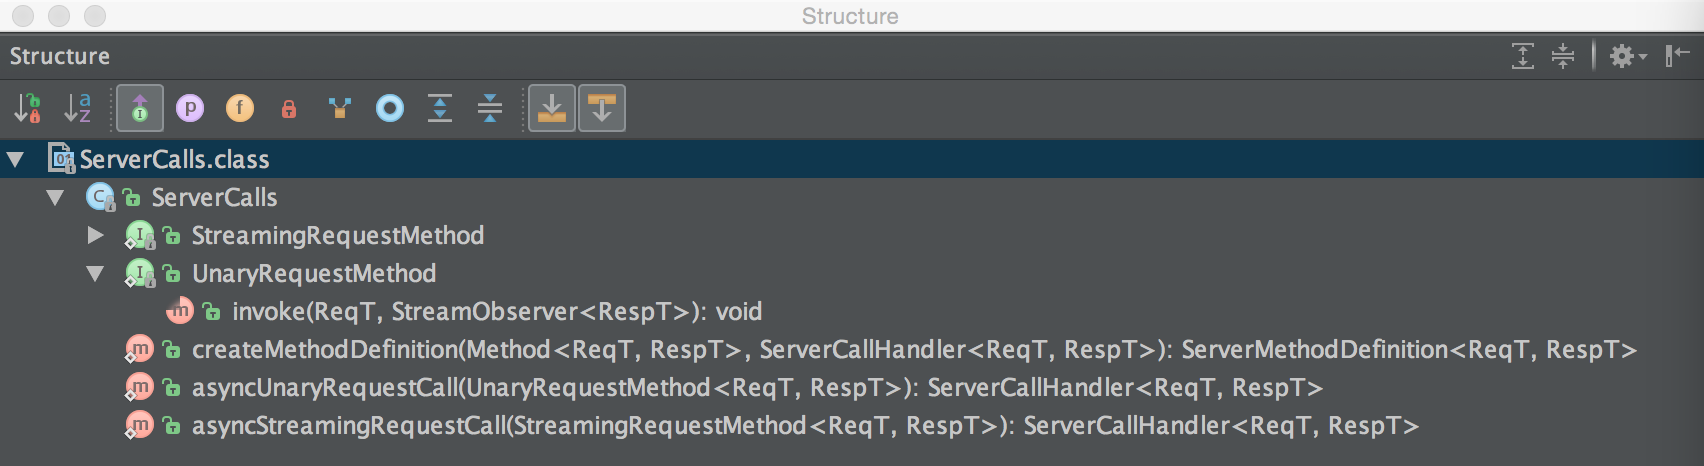 Structure
Structure
ServerCalls.class
ServerCalls
StreamingRequestMethod
UnaryRequestMethod
invoke(ReqT, StreamObserver<RespT>): void
createMethodDefinition(Method<ReqT, RespT>, ServerCallHandler<ReqT, RespT>): ServerMethodDefinition<ReqT, RespT>
asyncUnaryRequestCall(UnaryRequestMethod<ReqT, RespT>): ServerCallHandler<ReqT, RespT>
asyncStreamingRequestCall(StreamingRequestMethod<ReqT, RespT>): ServerCallHandler<ReqT, RespT>